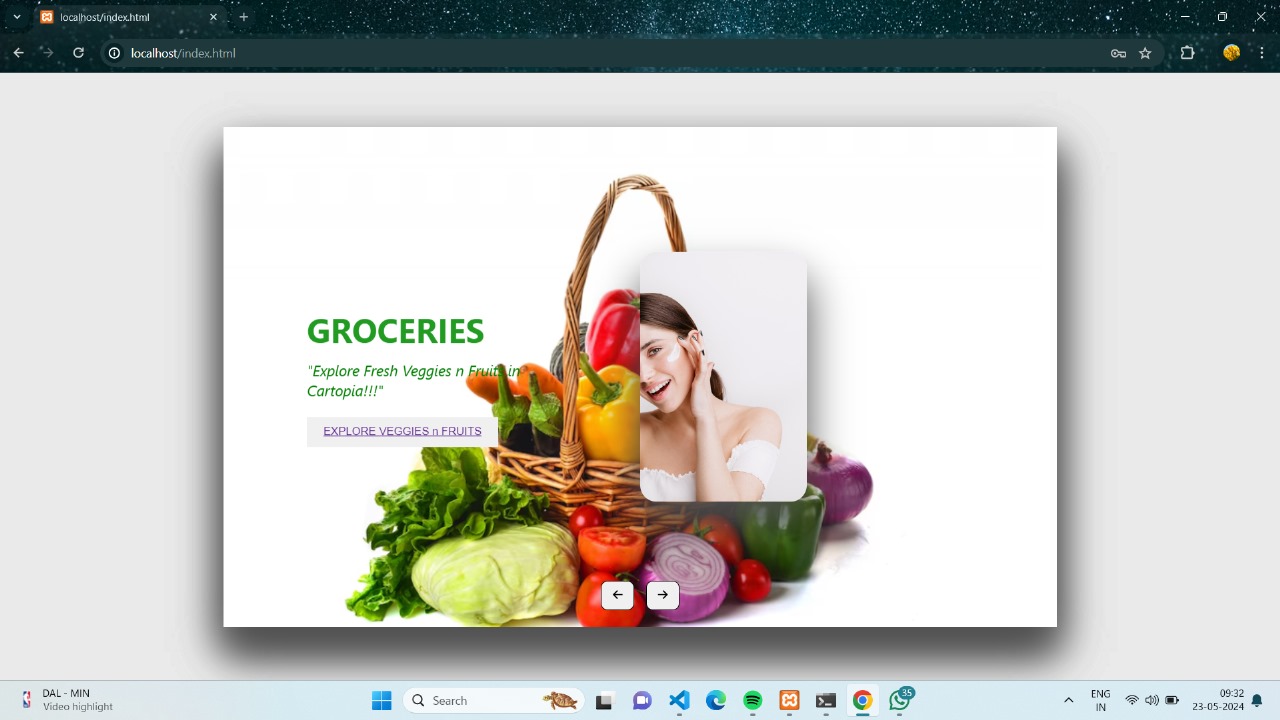 localhost/index.html
localhost/index.html
GROCERIES
"Explore Fresh Veggies n Fruits in
Cartopia!!!"
EXPLORE VEGGIES n FRUITS
DAL - MIN
Video highlight
Search
35
ENG
IN
09:32
23-05-2024